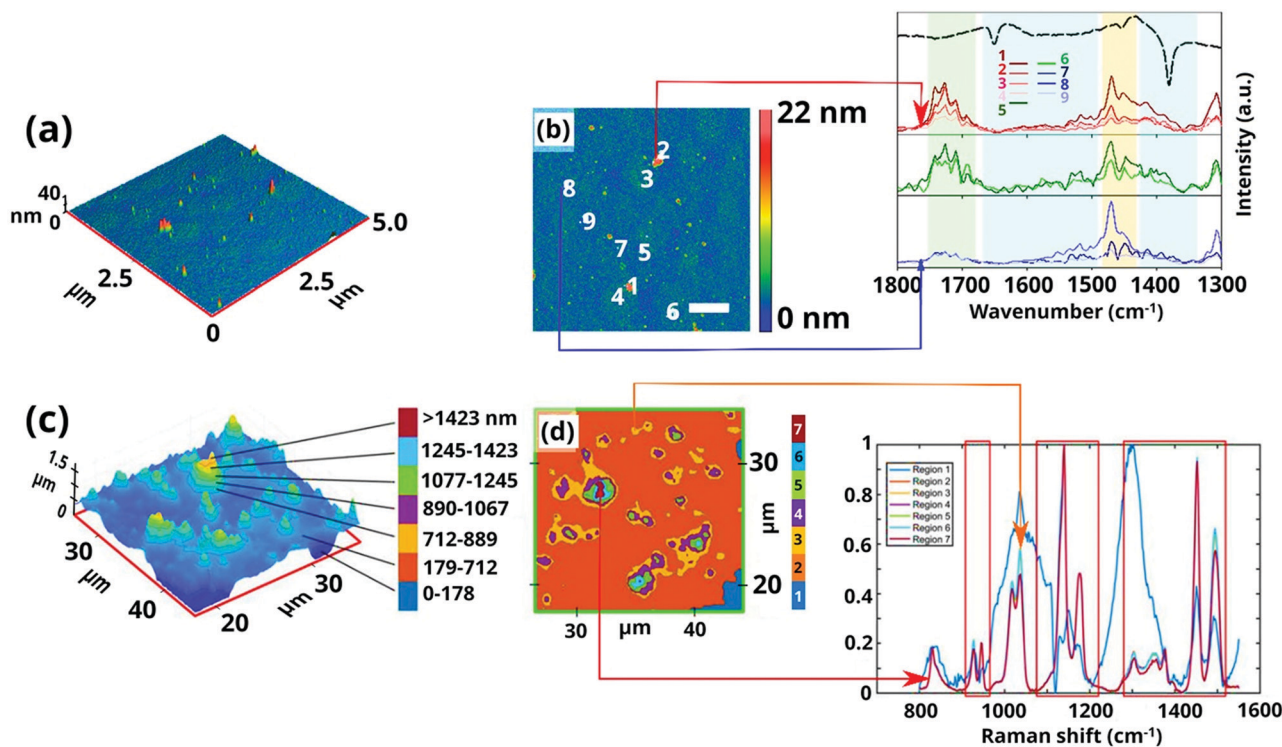 (a)
40
nm
0
5.0
2.5
2.5
μm
μm
0
(b)
2
3
8
9
7
5
1
4
6
22 nm
0 nm
1
2
3
4
5
6
7
8
9
Intensity (a.u.)
1800 1700 1600 1500 1400 1300
Wavenumber (cm-1)
(c)
1.5
μm
0
30
μm
40
20
μm
30
>1423 nm
1245-1423
1077-1245
890-1067
712-889
179-712
0-178
(d)
7
6
5
4
3
2
1
30
μm
20
30 μm 40
1
0.8
0.6
0.4
0.2
0
Region 1
Region 2
Region 3
Region 4
Region 5
Region 6
Region 7
800 1000 1200 1400 1600
Raman shift (cm-1)